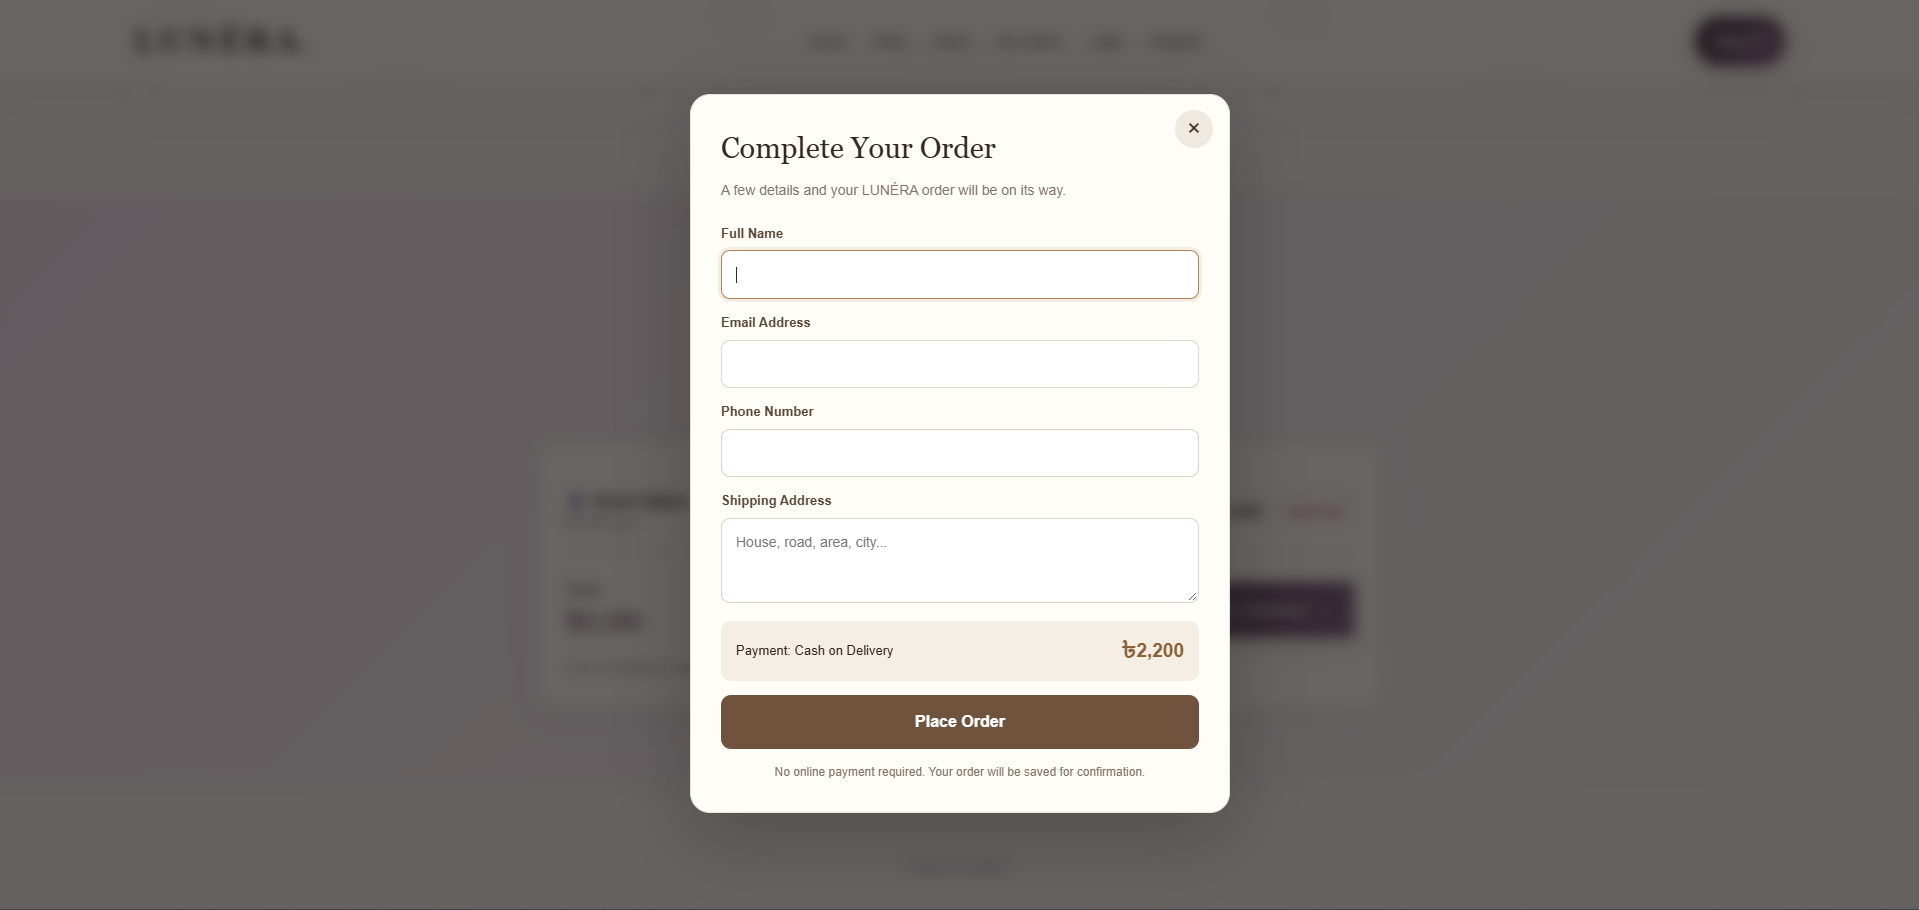 LUNÉRA.
Complete Your Order
A few details and your LUNÉRA order will be on its way.
Full Name
Email Address
Phone Number
Shipping Address
House, road, area, city...
Payment: Cash on Delivery
৳2,200
Place Order
No online payment required. Your order will be saved for confirmation.